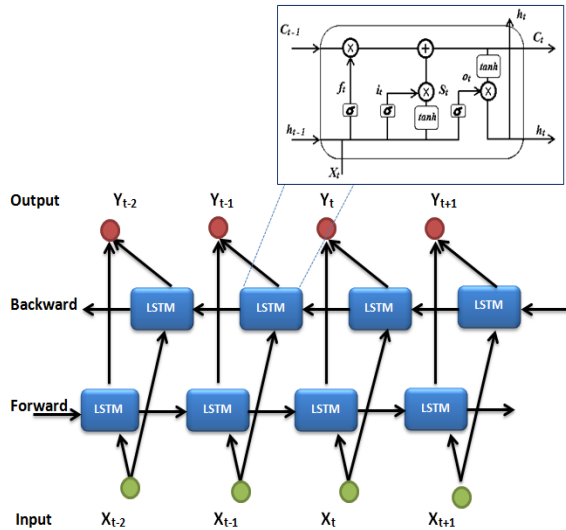 h_t
C_{t-1} C_t
tanh
f_t i_t S_t o_t
σ σ tanh σ
h_{t-1} h_t
X_t
Output Y_{t-2} Y_{t-1} Y_t Y_{t+1}
Backward LSTM LSTM LSTM LSTM
Forward LSTM LSTM LSTM LSTM
Input X_{t-2} X_{t-1} X_t X_{t+1}